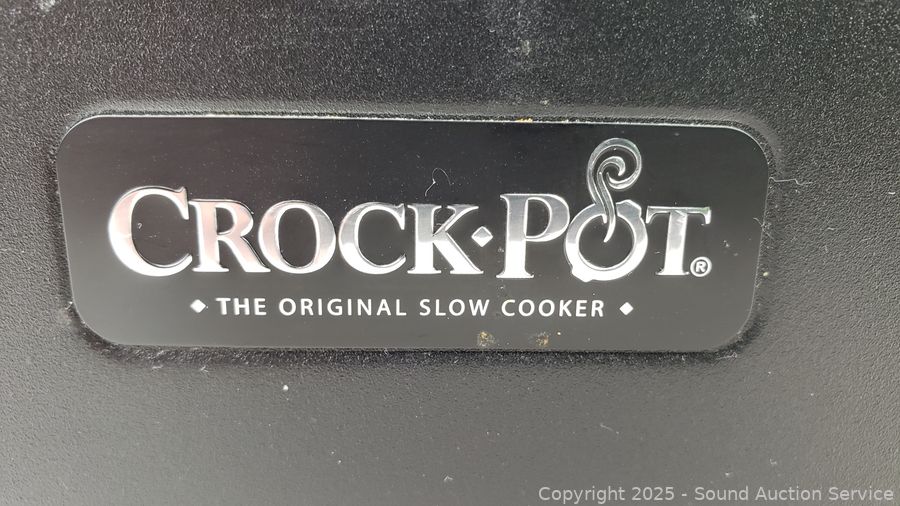 CROCK·POT®
◆ THE ORIGINAL SLOW COOKER ◆
Copyright 2025 - Sound Auction Service